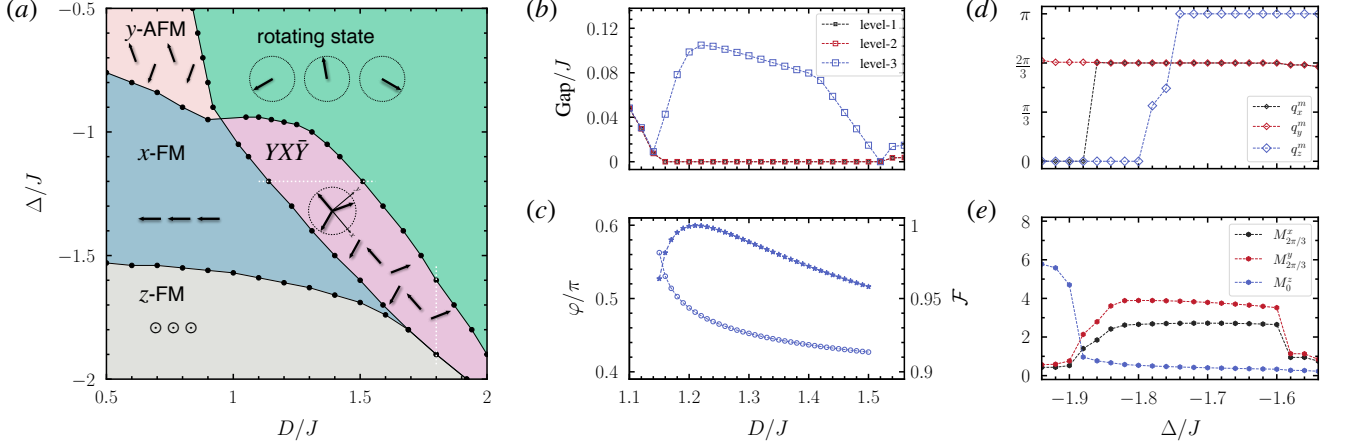 (a)
−0.5
−1
−1.5
−2
Δ/J
0.5
1
1.5
2
D/J
y-AFM
rotating state
x-FM
YXȲ
y
x
z-FM
(b)
0.12
0.08
0.04
0
Gap/J
level-1
level-2
level-3
(c)
0.6
0.5
0.4
φ/π
1
0.95
0.9
ℱ
1.1
1.2
1.3
1.4
1.5
D/J
(d)
π
2π/3
π/3
0
q_x^m
q_y^m
q_z^m
(e)
8
6
4
2
0
M^x_{2π/3}
M^y_{2π/3}
M^z_0
−1.9
−1.8
−1.7
−1.6
Δ/J